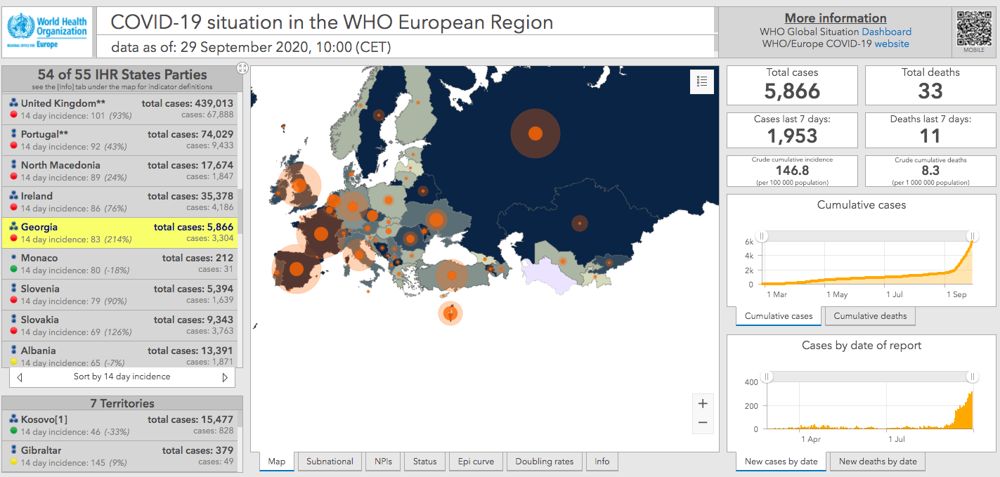 World Health
Organization
REGIONAL OFFICE FOR Europe
COVID-19 situation in the WHO European Region
data as of: 29 September 2020, 10:00 (CET)
More information
WHO Global Situation Dashboard
WHO/Europe COVID-19 website
MOBILE
54 of 55 IHR States Parties
see the [Info] tab under the map for indicator definitions
United Kingdom** total cases: 439,013
14 day incidence: 101 (93%) cases: 67,888
Portugal** total cases: 74,029
14 day incidence: 92 (43%) cases: 9,433
North Macedonia total cases: 17,674
14 day incidence: 89 (24%) cases: 1,847
Ireland total cases: 35,378
14 day incidence: 86 (76%) cases: 4,186
Georgia total cases: 5,866
14 day incidence: 83 (214%) cases: 3,304
Monaco total cases: 212
14 day incidence: 80 (-18%) cases: 31
Slovenia total cases: 5,394
14 day incidence: 79 (90%) cases: 1,639
Slovakia total cases: 9,343
14 day incidence: 69 (126%) cases: 3,763
Albania total cases: 13,391
14 day incidence: 65 (-7%) cases: 1,871
Sort by 14 day incidence
7 Territories
Kosovo[1] total cases: 15,477
14 day incidence: 46 (-33%) cases: 828
Gibraltar total cases: 379
14 day incidence: 145 (9%) cases: 49
Map Subnational NPIs Status Epi curve Doubling rates Info
Total cases
5,866
Total deaths
33
Cases last 7 days:
1,953
Deaths last 7 days:
11
Crude cumulative incidence
146.8
(per 100 000 population)
Crude cumulative deaths
8.3
(per 1 000 000 population)
Cumulative cases
6k
4k
2k
0
1 Mar 1 May 1 Jul 1 Sep
Cumulative cases Cumulative deaths
Cases by date of report
400
200
0
1 Apr 1 Jul
New cases by date New deaths by date